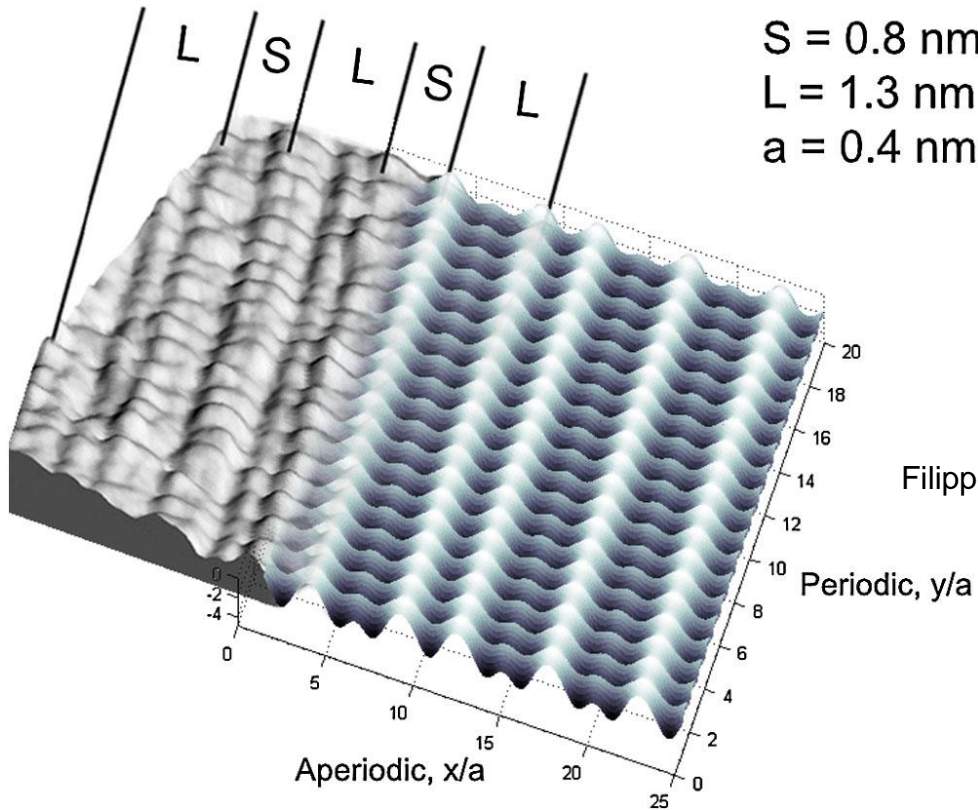 L S L S L
S = 0.8 nm
L = 1.3 nm
a = 0.4 nm
20
18
16
14
Filipp
12
10
Periodic, y/a
8
6
4
2
0
0
-2
-4
0
5
10
15
20
25
Aperiodic, x/a